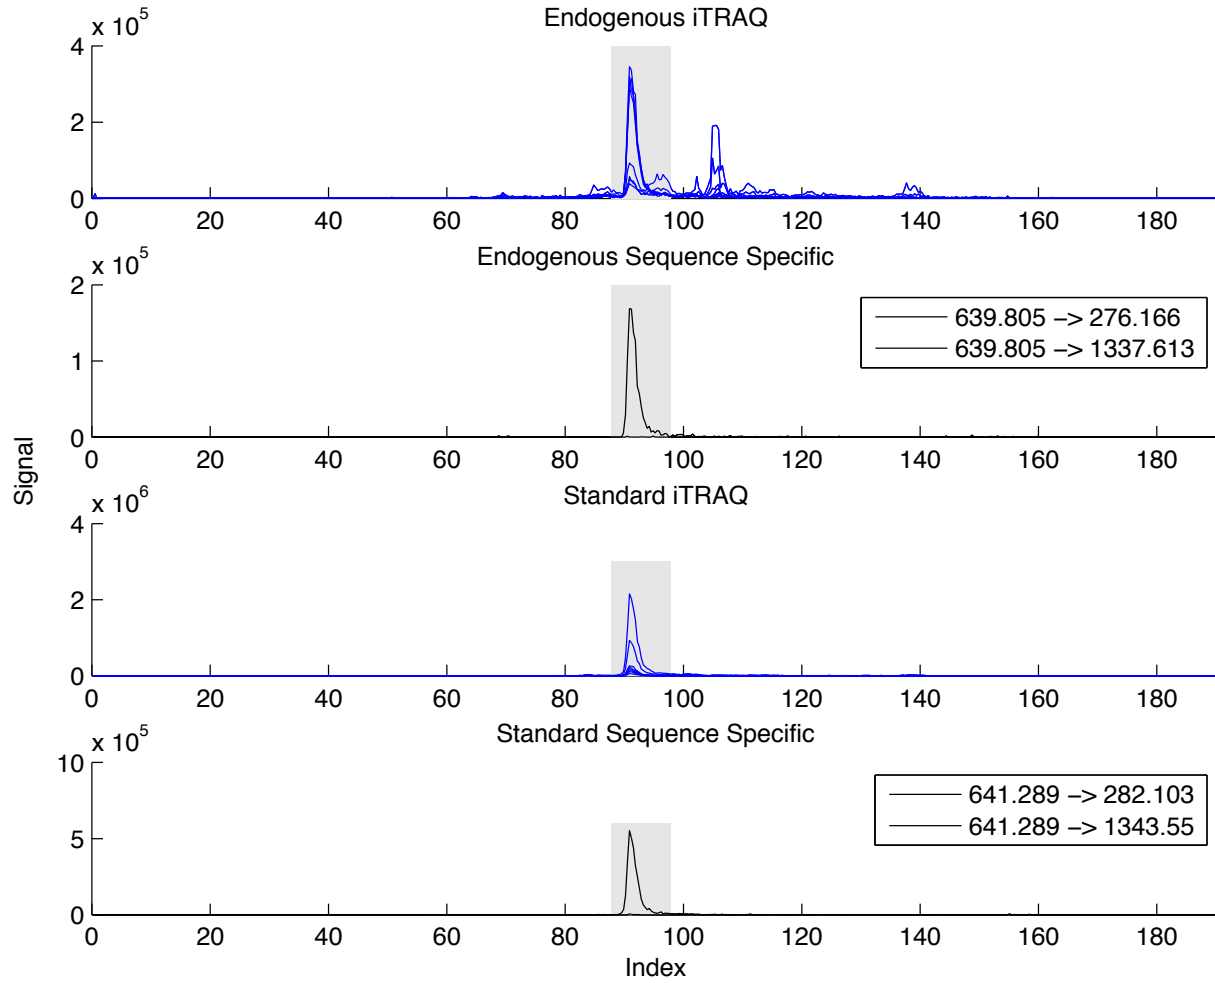 Endogenous iTRAQ
x 10^5
4
2
0
0 20 40 60 80 100 120 140 160 180
Endogenous Sequence Specific
x 10^5
2
1
0
639.805 −> 276.166
639.805 −> 1337.613
0 20 40 60 80 100 120 140 160 180
Signal
Standard iTRAQ
x 10^6
4
2
0
0 20 40 60 80 100 120 140 160 180
Standard Sequence Specific
x 10^5
10
5
0
641.289 −> 282.103
641.289 −> 1343.55
0 20 40 60 80 100 120 140 160 180
Index